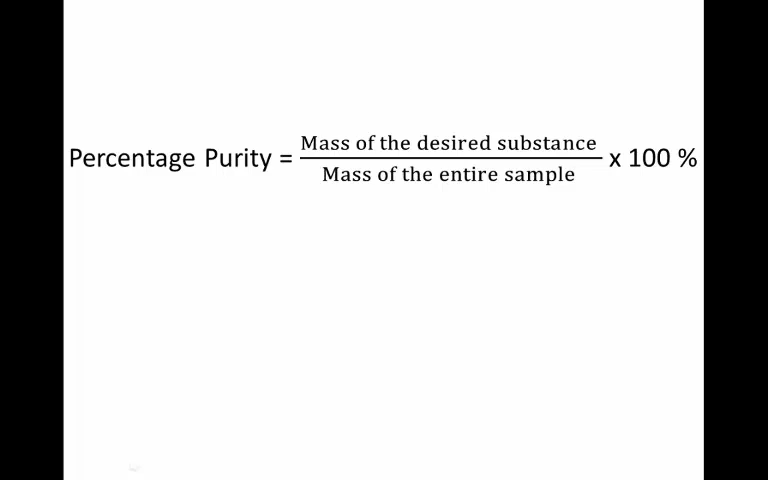 Percentage Purity = Mass of the desired substance / Mass of the entire sample x 100 %